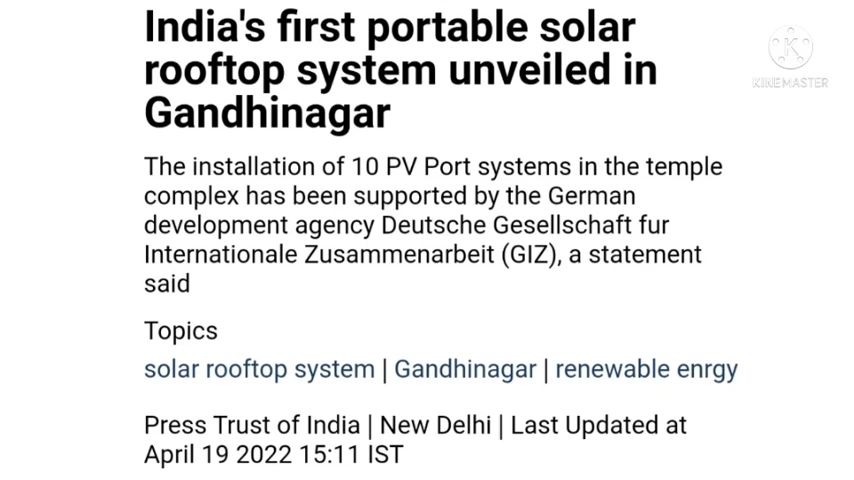 India's first portable solar
rooftop system unveiled in
Gandhinagar
KINEMASTER
The installation of 10 PV Port systems in the temple
complex has been supported by the German
development agency Deutsche Gesellschaft fur
Internationale Zusammenarbeit (GIZ), a statement
said
Topics
solar rooftop system | Gandhinagar | renewable enrgy
Press Trust of India | New Delhi | Last Updated at
April 19 2022 15:11 IST